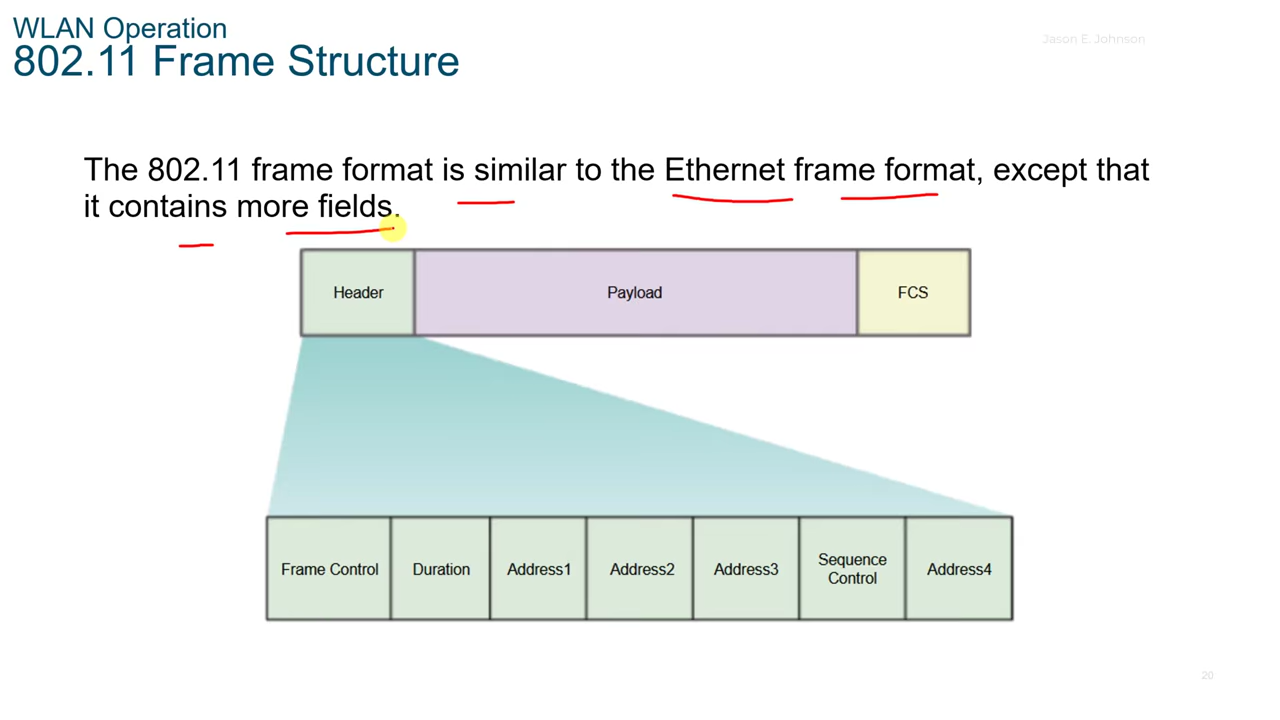 WLAN Operation
802.11 Frame Structure
Jason E. Johnson
The 802.11 frame format is similar to the Ethernet frame format, except that
it contains more fields.
Header
Payload
FCS
Frame Control
Duration
Address1
Address2
Address3
Sequence
Control
Address4
20